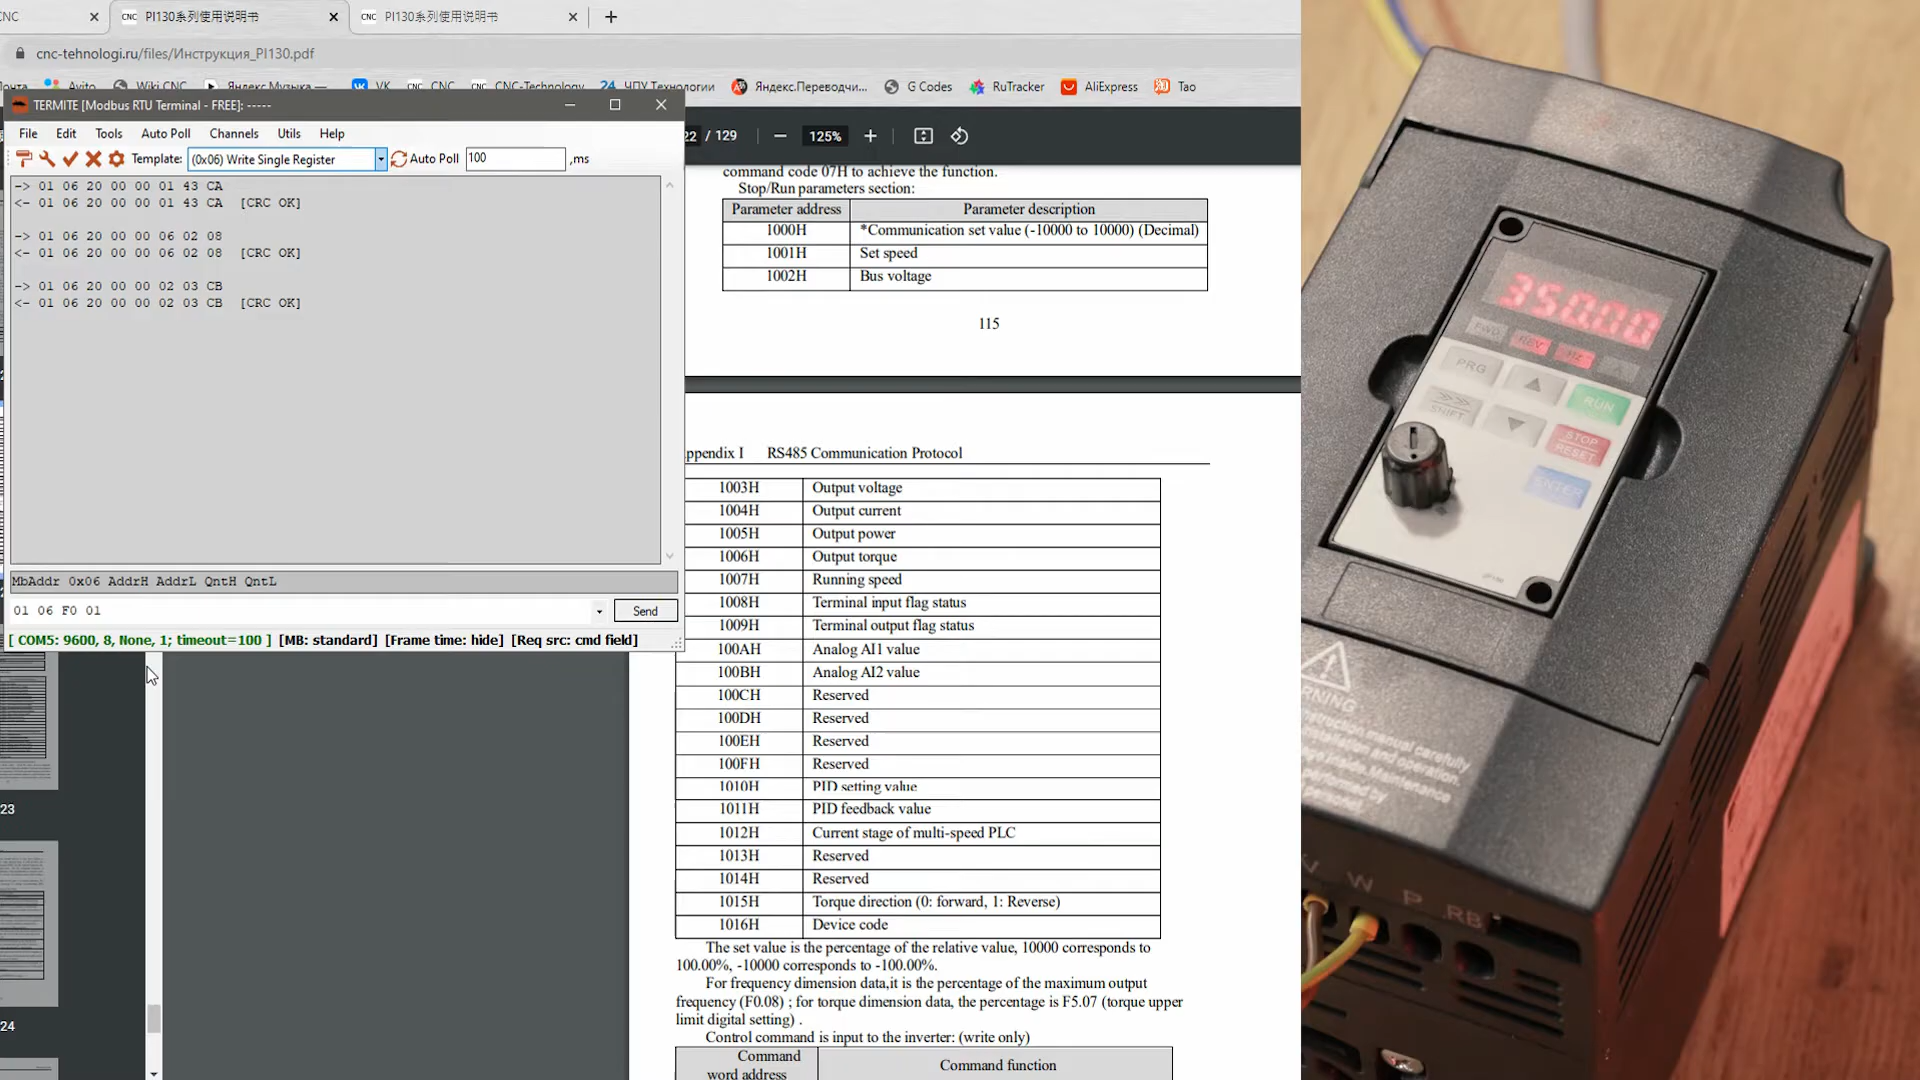 CNC
CNC PI130系列使用说明书
CNC PI130系列使用说明书
cnc-tehnologi.ru/files/Инструкция_PI130.pdf
Avito
Wiki CNC
Яндекс.Музыка —
VK
CNC CNC
CNC CNC-Technology
24 ЧПУ Технологии
Яндекс.Переводчи...
G Codes
RuTracker
AliExpress
Tao
TERMITE [Modbus RTU Terminal - FREE]: -----
File Edit Tools Auto Poll Channels Utils Help
Template: (0x06) Write Single Register Auto Poll 100 ,ms
-> 01 06 20 00 00 01 43 CA
<- 01 06 20 00 00 01 43 CA [CRC OK]
-> 01 06 20 00 00 06 02 08
<- 01 06 20 00 00 06 02 08 [CRC OK]
-> 01 06 20 00 00 02 03 CB
<- 01 06 20 00 00 02 03 CB [CRC OK]
MbAddr 0x06 AddrH AddrL QntH QntL
01 06 F0 01
Send
[ COM5: 9600, 8, None, 1; timeout=100 ] [MB: standard] [Frame time: hide] [Req src: cmd field]
23
24
22 / 129 125%
command code 07H to achieve the function.
Stop/Run parameters section:
Parameter address Parameter description
1000H *Communication set value (-10000 to 10000) (Decimal)
1001H Set speed
1002H Bus voltage
115
ppendix I RS485 Communication Protocol
1003H Output voltage
1004H Output current
1005H Output power
1006H Output torque
1007H Running speed
1008H Terminal input flag status
1009H Terminal output flag status
100AH Analog AI1 value
100BH Analog AI2 value
100CH Reserved
100DH Reserved
100EH Reserved
100FH Reserved
1010H PID setting value
1011H PID feedback value
1012H Current stage of multi-speed PLC
1013H Reserved
1014H Reserved
1015H Torque direction (0: forward, 1: Reverse)
1016H Device code
The set value is the percentage of the relative value, 10000 corresponds to
100.00%, -10000 corresponds to -100.00%.
For frequency dimension data,it is the percentage of the maximum output
frequency (F0.08) ; for torque dimension data, the percentage is F5.07 (torque upper
limit digital setting) .
Control command is input to the inverter: (write only)
Command
word address
Command function
350.00
FWD REV Hz A
PRG
RUN
SHIFT
STOP
RESET
ENTER
W P RB